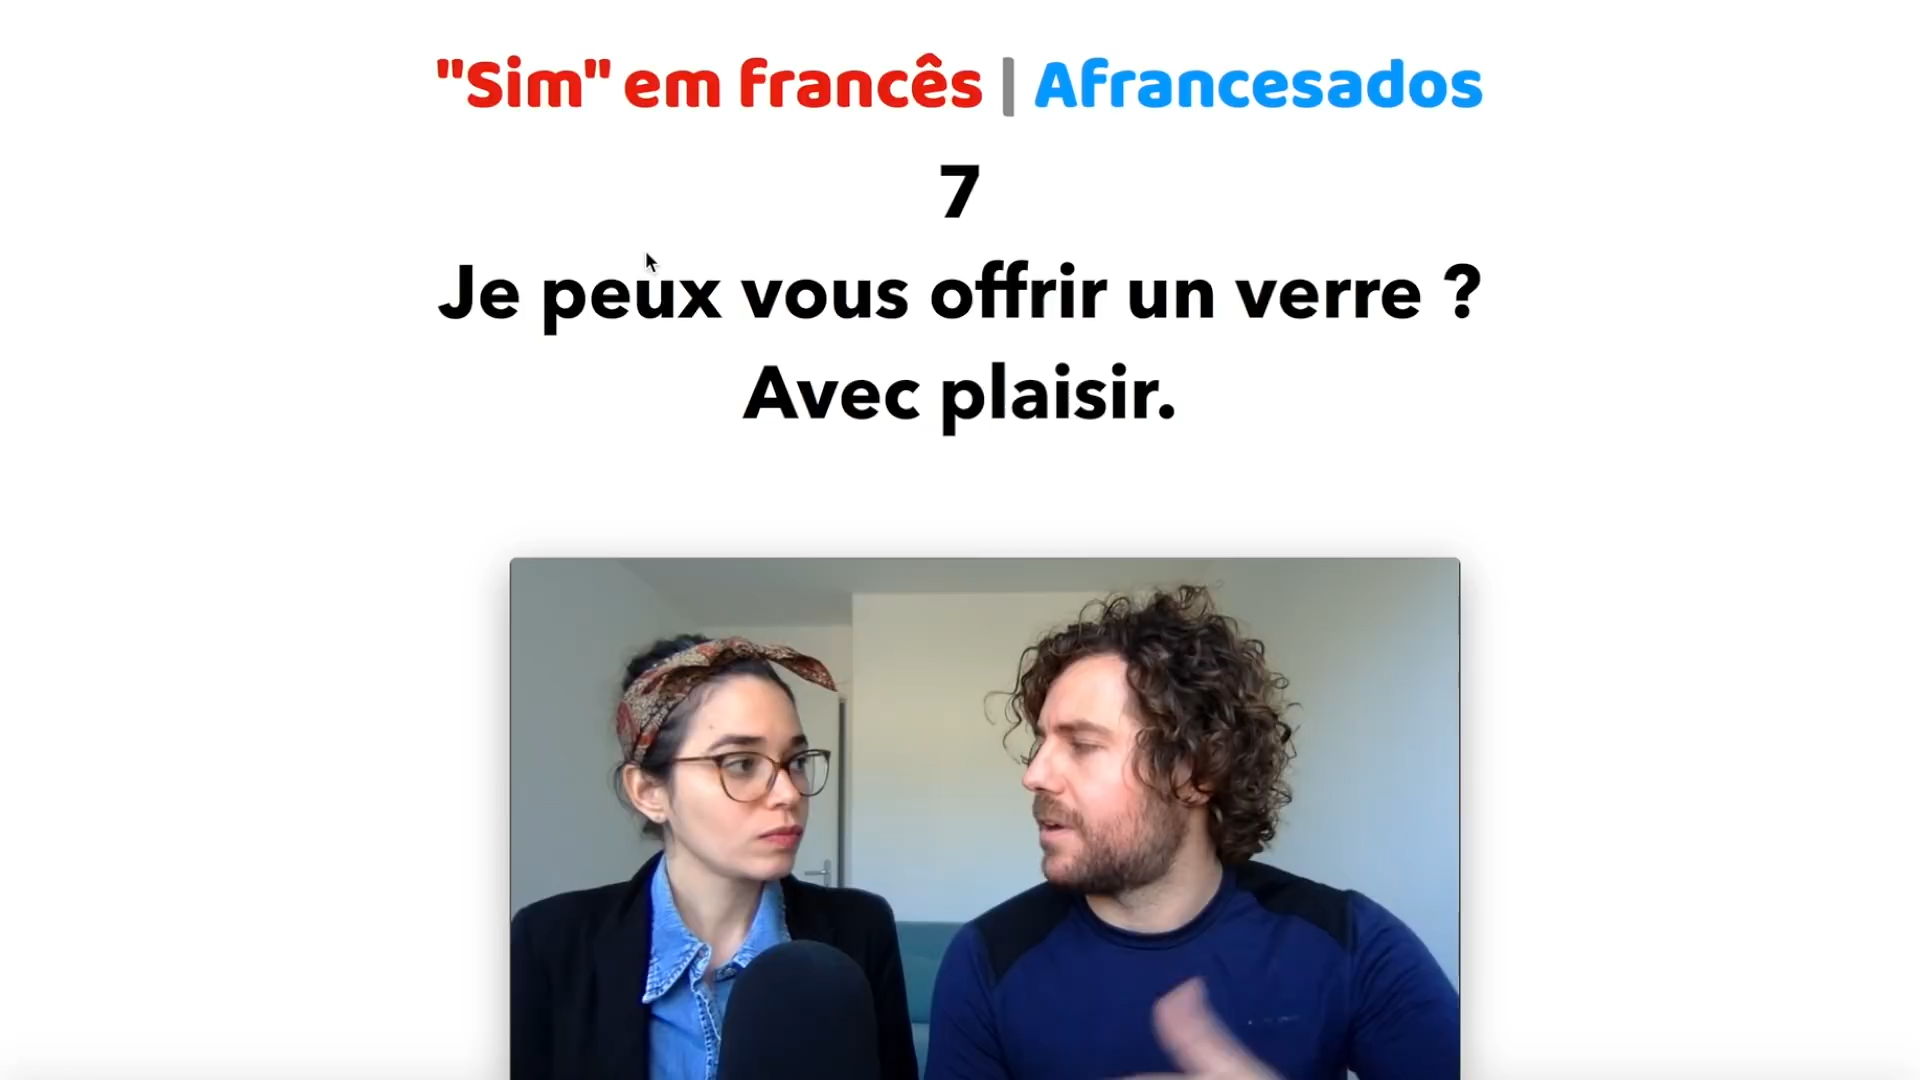 "Sim" em francês | Afrancesados
7
Je peux vous offrir un verre ?
Avec plaisir.